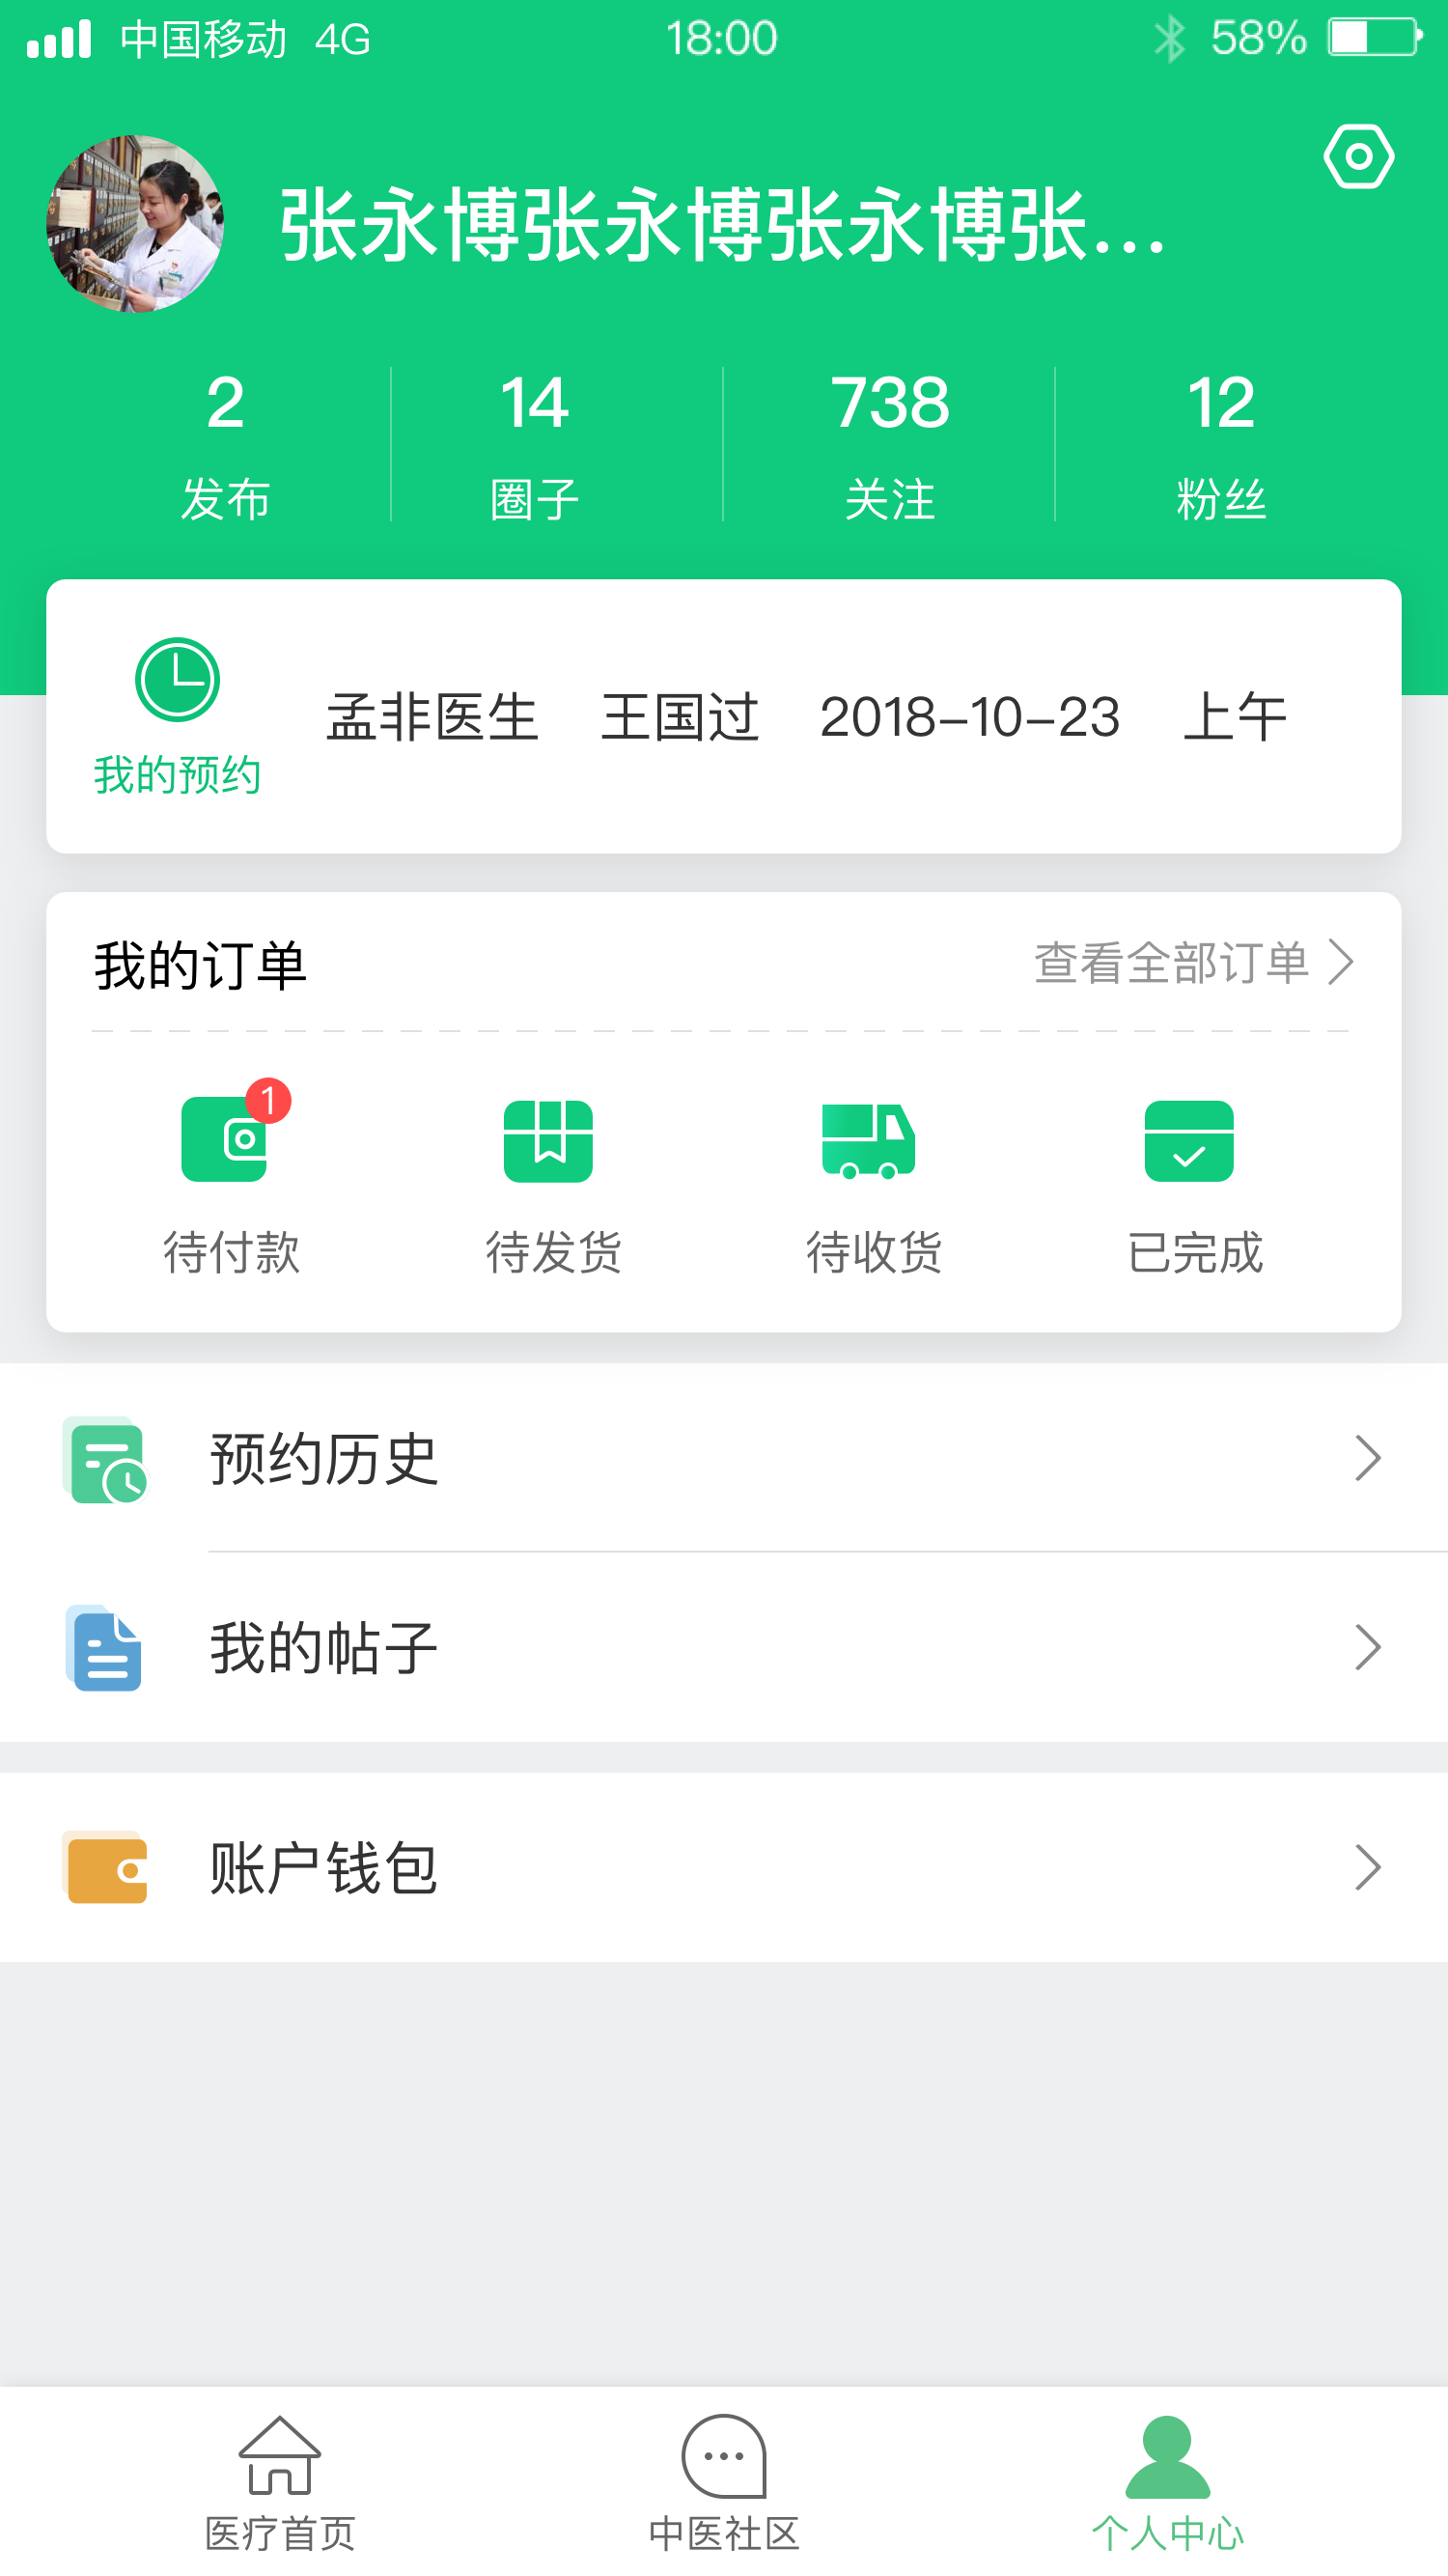 中国移动 4G 18:00 58%
张永博张永博张永博张...
2 14 738 12
发布 圈子 关注 粉丝
孟非医生 王国过 2018-10-23 上午
我的预约
我的订单 查看全部订单
1
待付款 待发货 待收货 已完成
预约历史
我的帖子
账户钱包
医疗首页 中医社区 个人中心